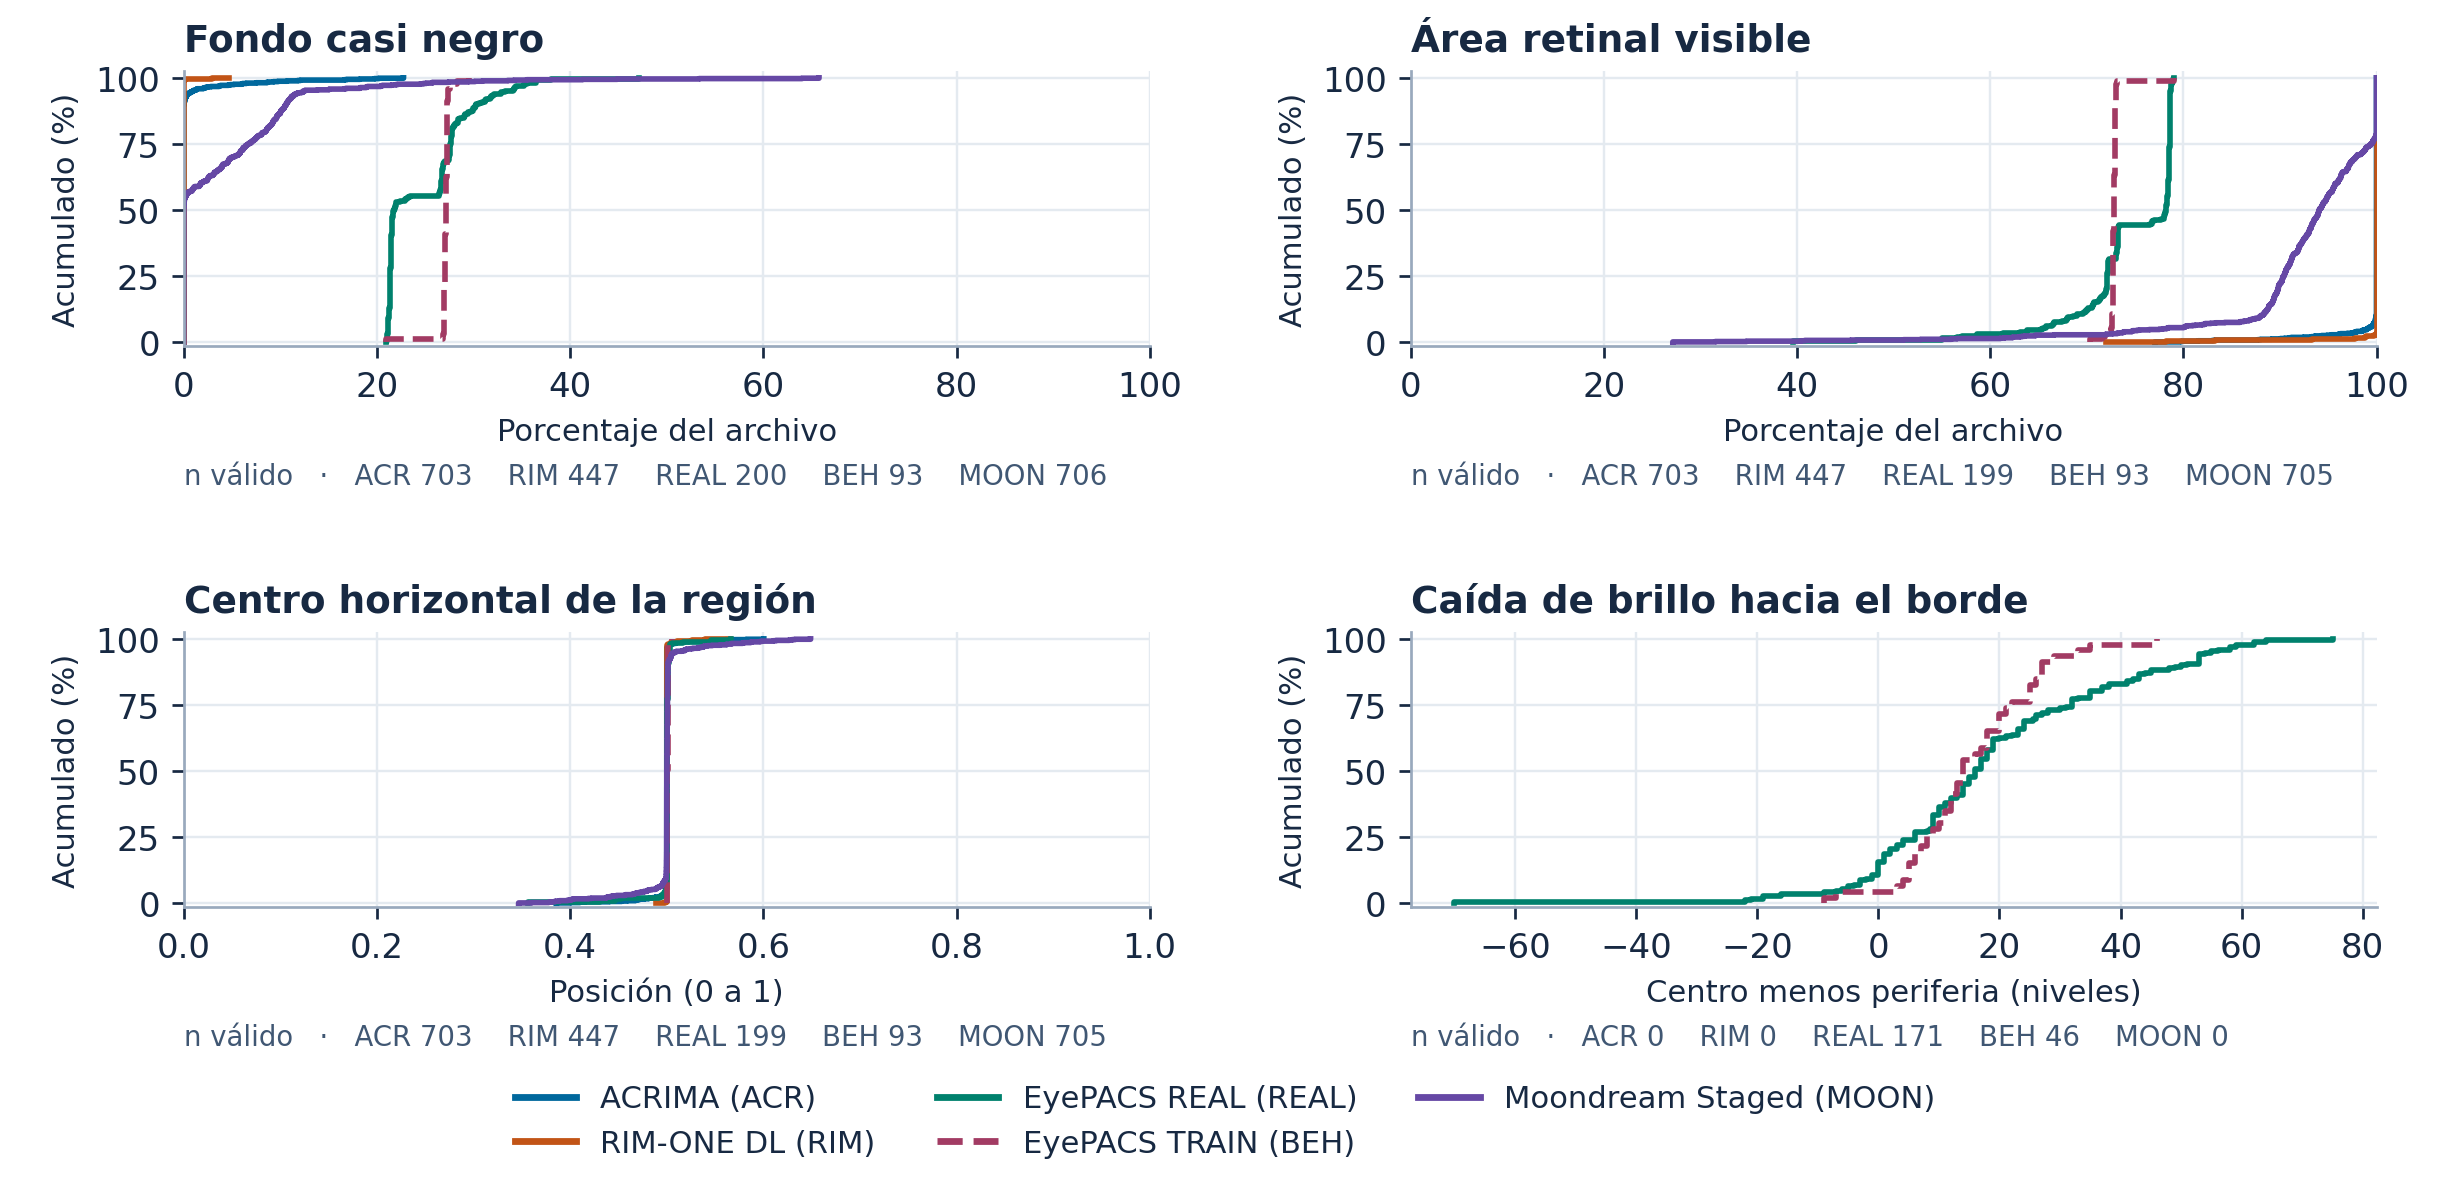 Fondo casi negro
Acumulado (%)
100
75
50
25
0
0 20 40 60 80 100
Porcentaje del archivo
n válido · ACR 703 RIM 447 REAL 200 BEH 93 MOON 706
Área retinal visible
Acumulado (%)
100
75
50
25
0
0 20 40 60 80 100
Porcentaje del archivo
n válido · ACR 703 RIM 447 REAL 199 BEH 93 MOON 705
Centro horizontal de la región
Acumulado (%)
100
75
50
25
0
0.0 0.2 0.4 0.6 0.8 1.0
Posición (0 a 1)
n válido · ACR 703 RIM 447 REAL 199 BEH 93 MOON 705
Caída de brillo hacia el borde
Acumulado (%)
100
75
50
25
0
−60 −40 −20 0 20 40 60 80
Centro menos periferia (niveles)
n válido · ACR 0 RIM 0 REAL 171 BEH 46 MOON 0
ACRIMA (ACR) EyePACS REAL (REAL) Moondream Staged (MOON)
RIM-ONE DL (RIM) EyePACS TRAIN (BEH)